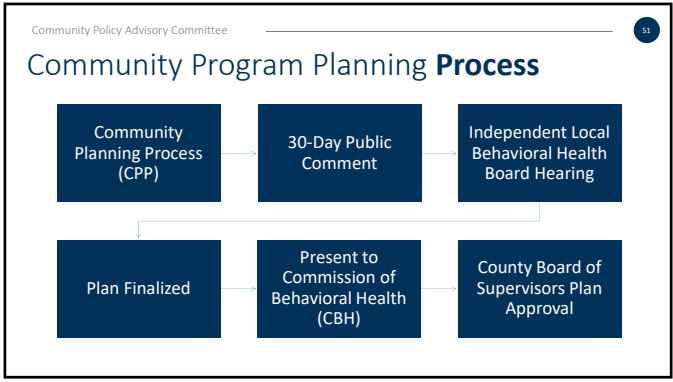 Community Policy Advisory Committee
51
Community Program Planning Process
Community
Planning Process
(CPP)
30-Day Public
Comment
Independent Local
Behavioral Health
Board Hearing
Plan Finalized
Present to
Commission of
Behavioral Health
(CBH)
County Board of
Supervisors Plan
Approval